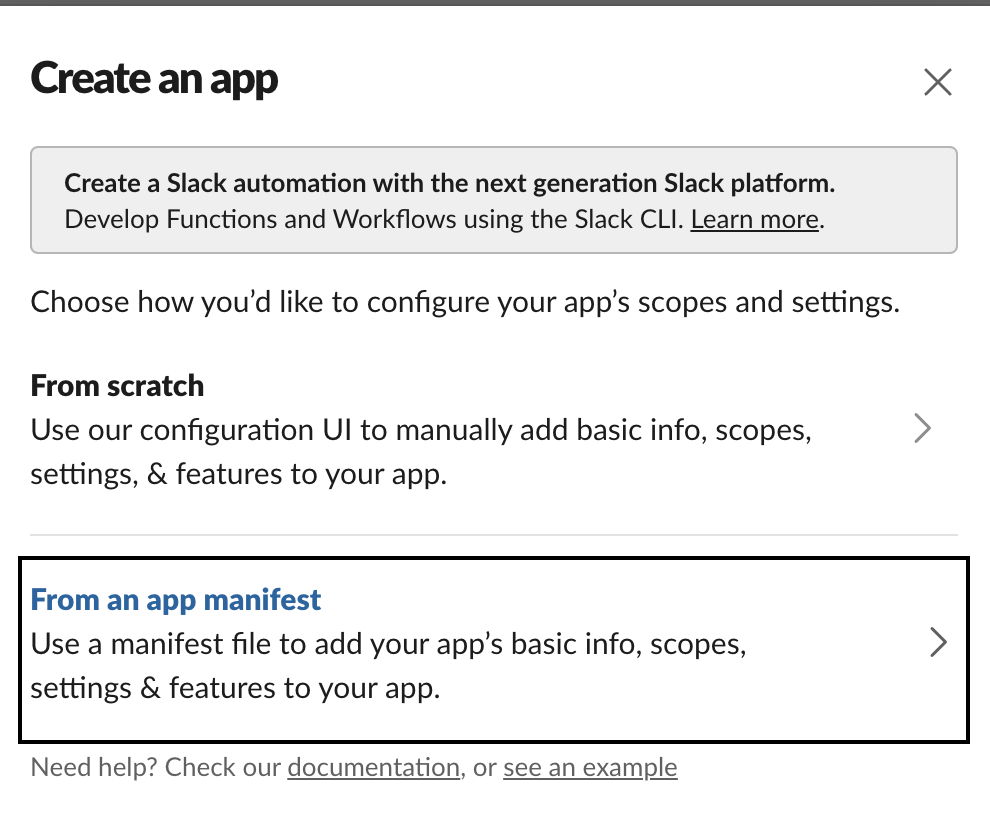 Create an app
Create a Slack automation with the next generation Slack platform.
Develop Functions and Workflows using the Slack CLI. Learn more.
Choose how you’d like to configure your app’s scopes and settings.
From scratch
Use our configuration UI to manually add basic info, scopes,
settings, & features to your app.
From an app manifest
Use a manifest file to add your app’s basic info, scopes,
settings & features to your app.
Need help? Check our documentation, or see an example